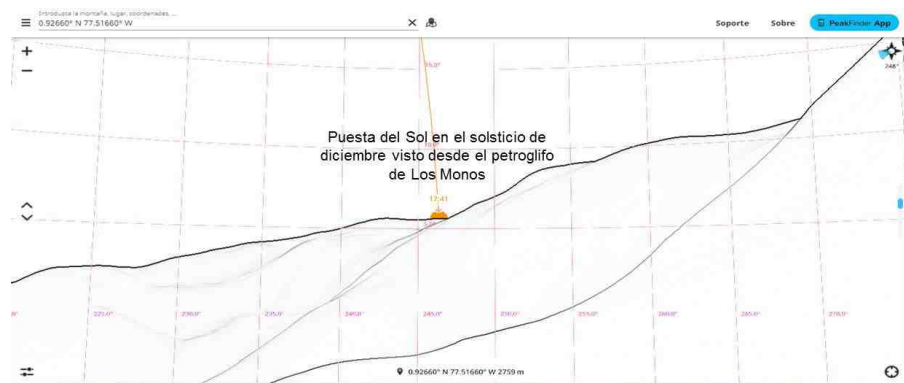 Introduzca la montaña, lugar, coordenadas, ...
0.92660° N 77.51660° W
Soporte
Sobre
PeakFinder App
248°
15.0°
Puesta del Sol en el solsticio de
diciembre visto desde el petroglifo
de Los Monos
17:41
225.0°
230.0°
235.0°
240.0°
245.0°
250.0°
255.0°
260.0°
265.0°
270.0°
0.92660° N 77.51660° W 2759 m